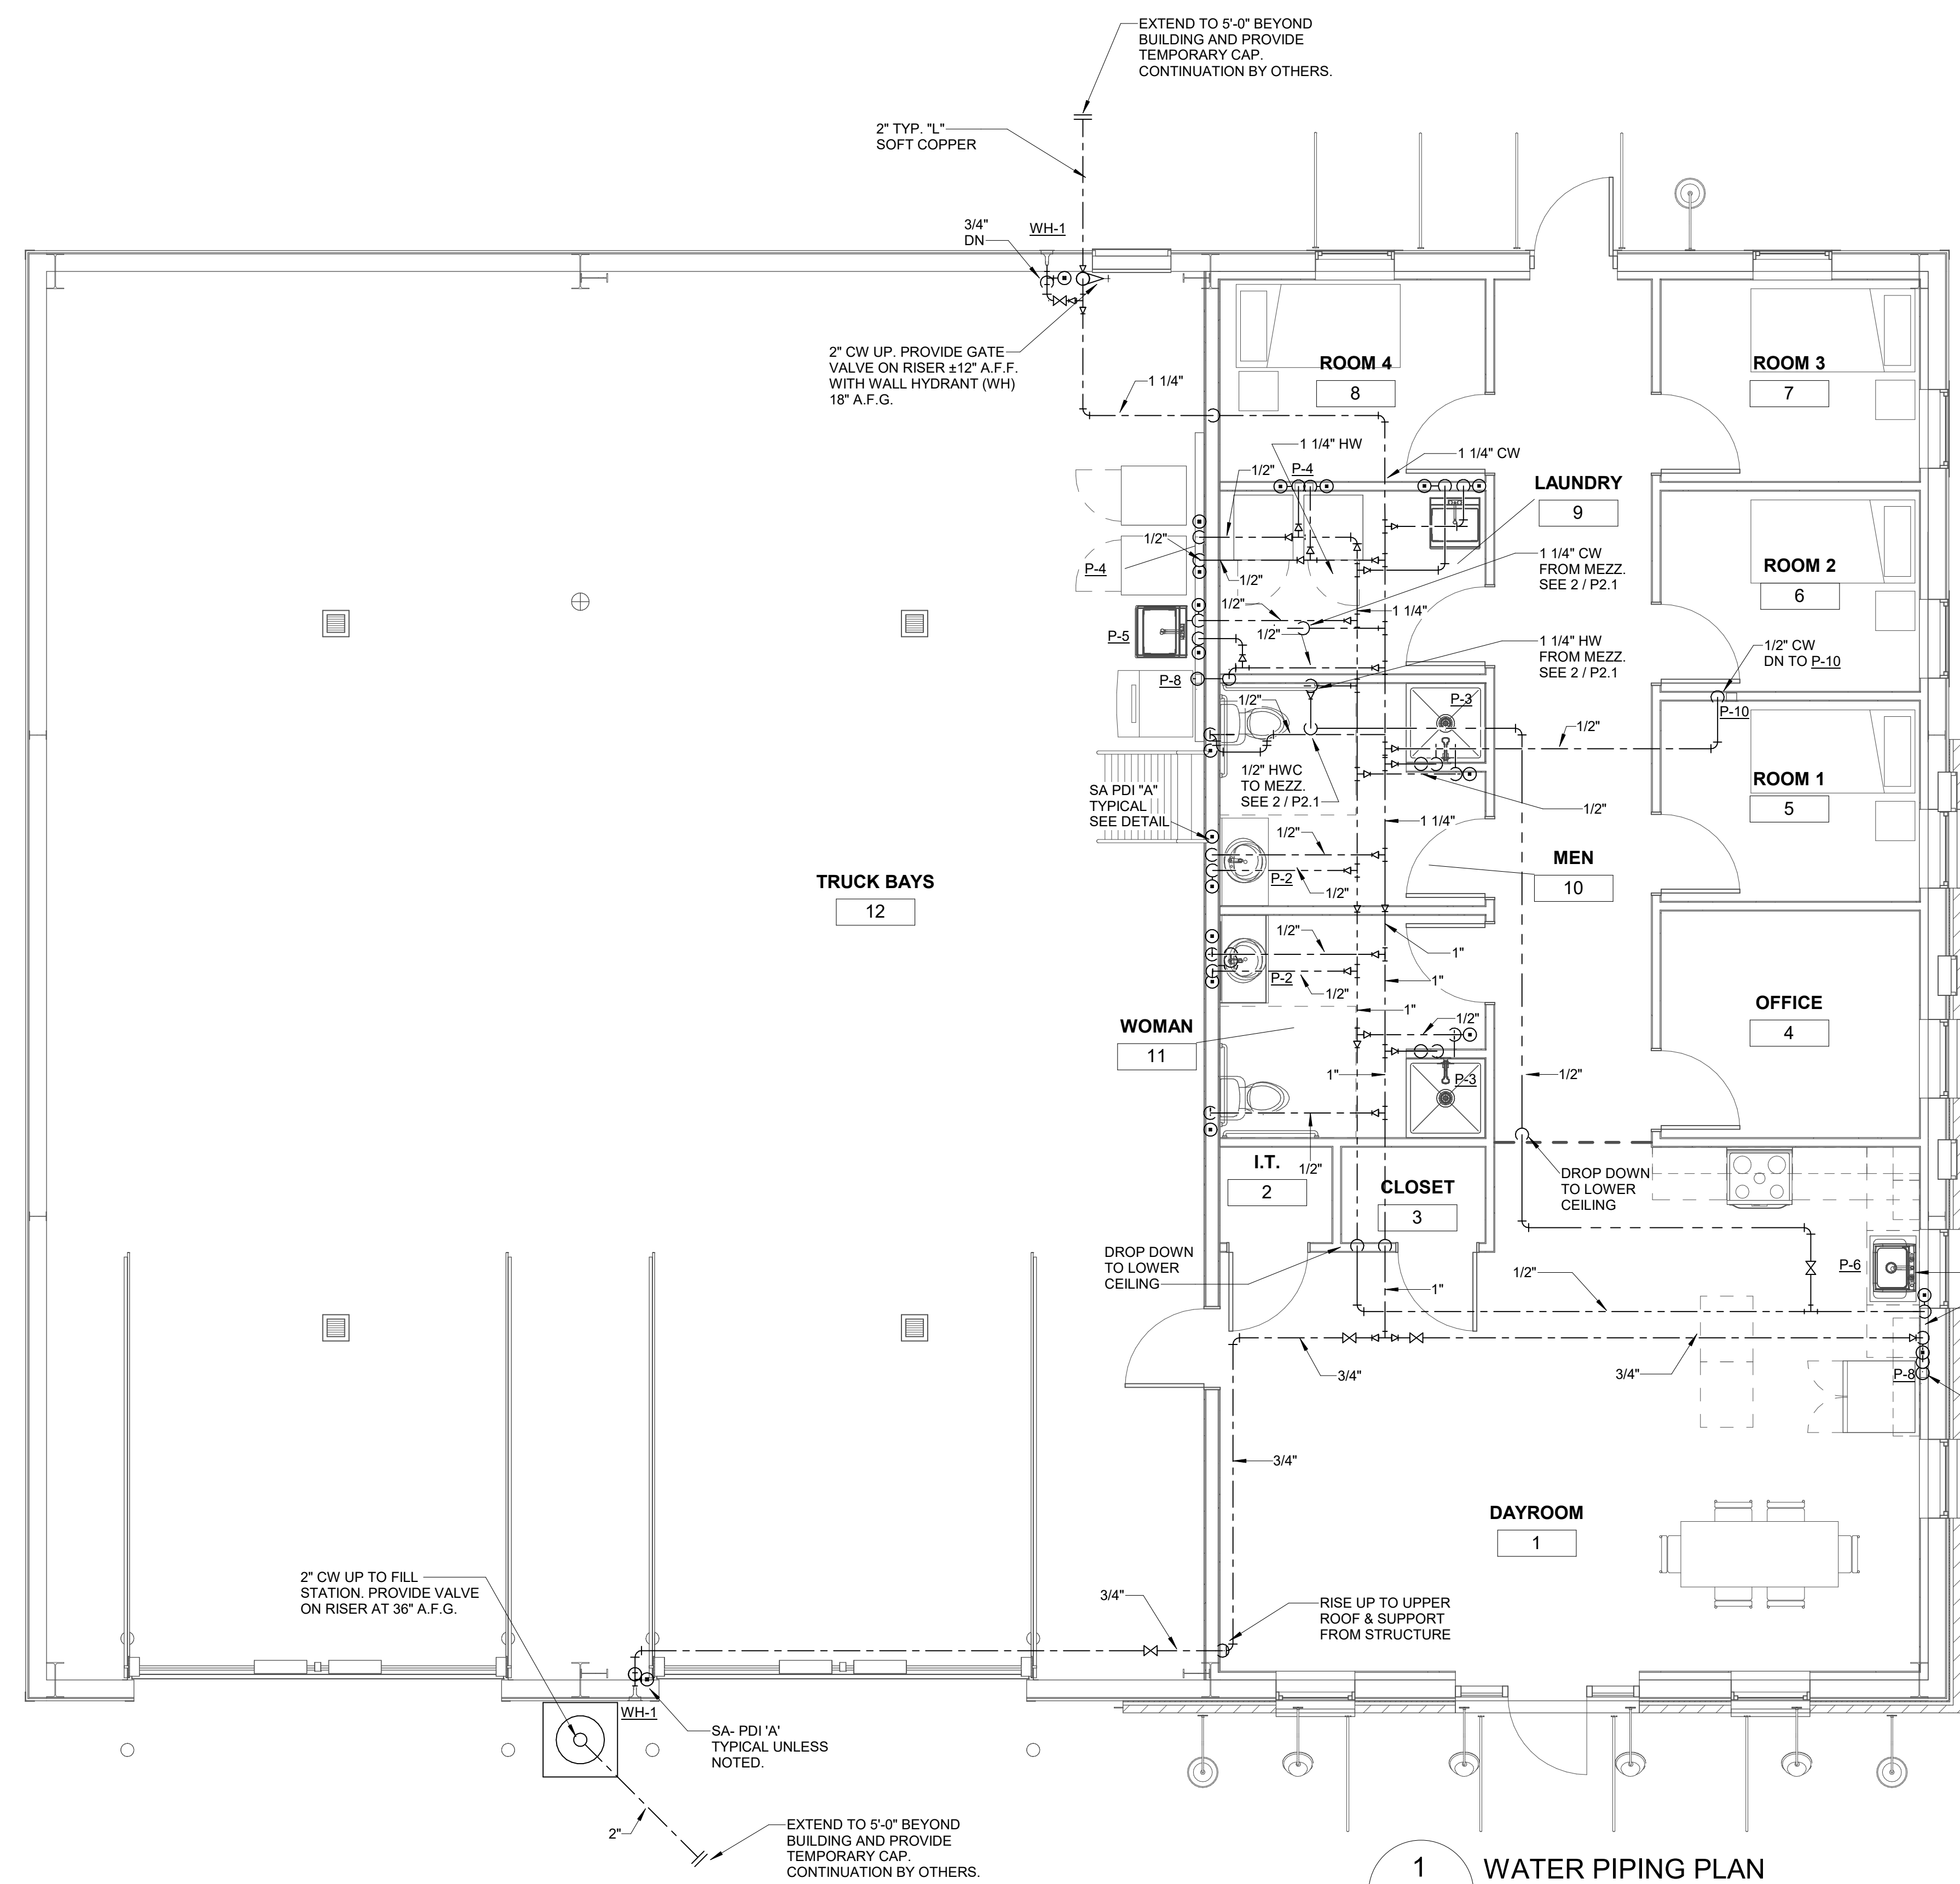 EXTEND TO 5'-0" BEYOND
BUILDING AND PROVIDE
TEMPORARY CAP.
CONTINUATION BY OTHERS.
2" TYP. "L"
SOFT COPPER
3/4"
DN
WH-1
2" CW UP. PROVIDE GATE
VALVE ON RISER ±12" A.F.F.
WITH WALL HYDRANT (WH)
18" A.F.G.
1 1/4"
ROOM 4
8
ROOM 3
7
1 1/4" HW
1/2"
P-4
1 1/4" CW
LAUNDRY
9
1/2"
P-4
1/2"
1 1/4" CW
FROM MEZZ.
SEE 2 / P2.1
ROOM 2
6
1/2"
1 1/4"
1/2"
P-5
1 1/4" HW
FROM MEZZ.
SEE 2 / P2.1
1/2" CW
DN TO P-10
P-8
1/2"
P-3
P-10
1/2"
1/2" HWC
TO MEZZ.
SEE 2 / P2.1
SA PDI "A"
TYPICAL
SEE DETAIL
ROOM 1
5
1/2"
1 1/4"
1/2"
P-2
1/2"
MEN
10
TRUCK BAYS
12
1/2"
1"
1"
P-2
1/2"
1"
1/2"
OFFICE
4
WOMAN
11
1"
P-3
1/2"
I.T.
2
1/2"
CLOSET
3
DROP DOWN
TO LOWER
CEILING
DROP DOWN
TO LOWER
CEILING
1"
1/2"
P-6
3/4"
3/4"
P-8
3/4"
DAYROOM
1
2" CW UP TO FILL
STATION. PROVIDE VALVE
ON RISER AT 36" A.F.G.
3/4"
RISE UP TO UPPER
ROOF & SUPPORT
FROM STRUCTURE
WH-1
SA- PDI 'A'
TYPICAL UNLESS
NOTED.
2"
EXTEND TO 5'-0" BEYOND
BUILDING AND PROVIDE
TEMPORARY CAP.
CONTINUATION BY OTHERS.
1
WATER PIPING PLAN